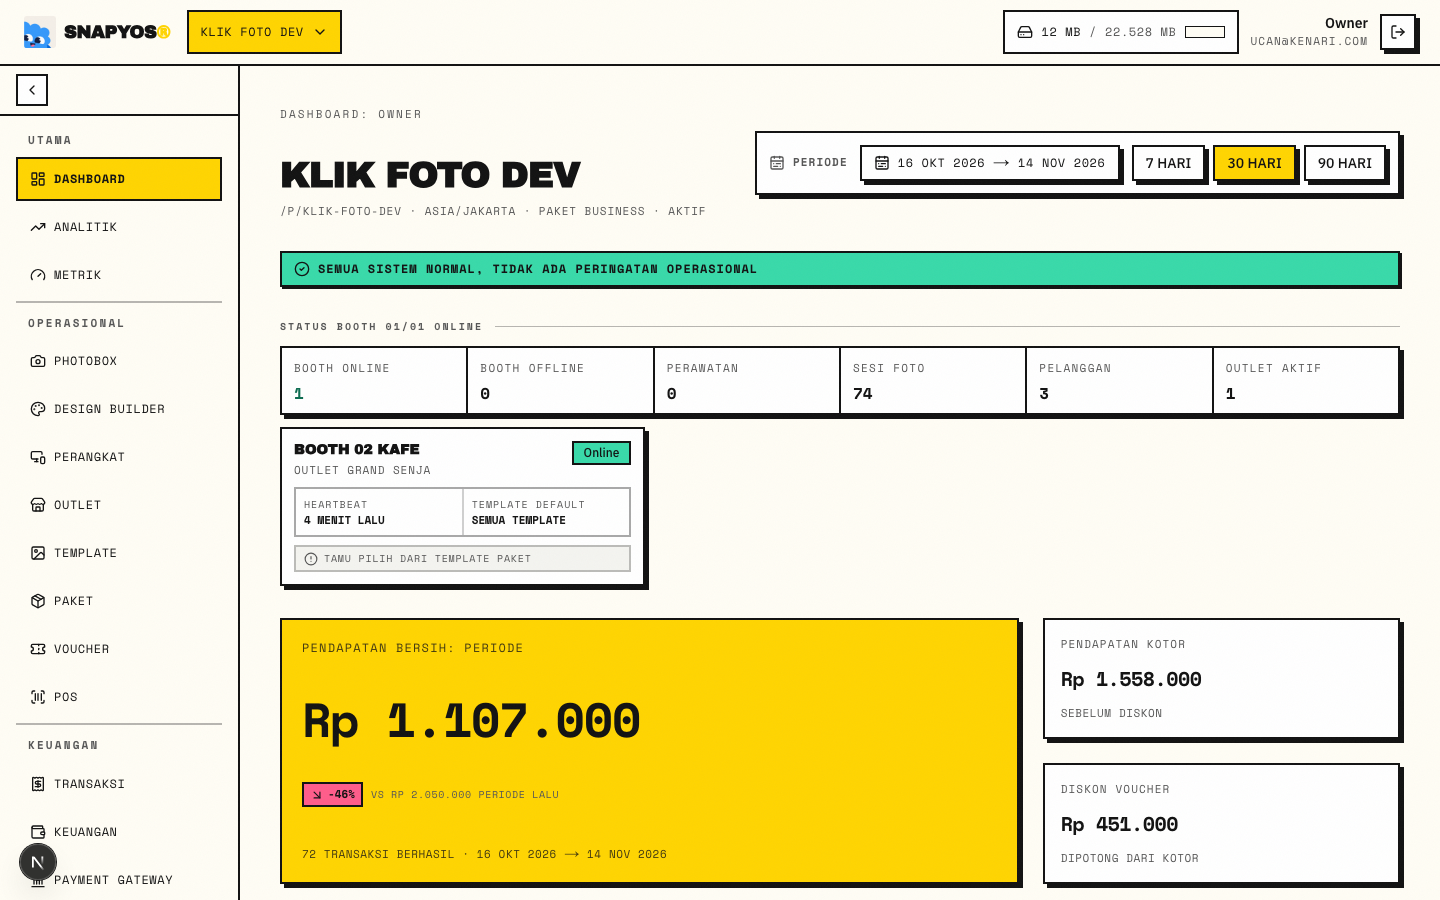 SNAPYOS®
KLIK FOTO DEV
12 MB / 22.528 MB
Owner
UCAN@KENARI.COM
UTAMA
DASHBOARD
ANALITIK
METRIK
OPERASIONAL
PHOTOBOX
DESIGN BUILDER
PERANGKAT
OUTLET
TEMPLATE
PAKET
VOUCHER
POS
KEUANGAN
TRANSAKSI
KEUANGAN
N
PAYMENT GATEWAY
DASHBOARD: OWNER
KLIK FOTO DEV
/P/KLIK-FOTO-DEV · ASIA/JAKARTA · PAKET BUSINESS · AKTIF
PERIODE
16 OKT 2026 → 14 NOV 2026
7 HARI
30 HARI
90 HARI
SEMUA SISTEM NORMAL, TIDAK ADA PERINGATAN OPERASIONAL
STATUS BOOTH 01/01 ONLINE
BOOTH ONLINE
1
BOOTH OFFLINE
0
PERAWATAN
0
SESI FOTO
74
PELANGGAN
3
OUTLET AKTIF
1
BOOTH 02 KAFE
Online
OUTLET GRAND SENJA
HEARTBEAT
4 MENIT LALU
TEMPLATE DEFAULT
SEMUA TEMPLATE
TAMU PILIH DARI TEMPLATE PAKET
PENDAPATAN BERSIH: PERIODE
Rp 1.107.000
-46%
VS RP 2.050.000 PERIODE LALU
72 TRANSAKSI BERHASIL · 16 OKT 2026 → 14 NOV 2026
PENDAPATAN KOTOR
Rp 1.558.000
SEBELUM DISKON
DISKON VOUCHER
Rp 451.000
DIPOTONG DARI KOTOR